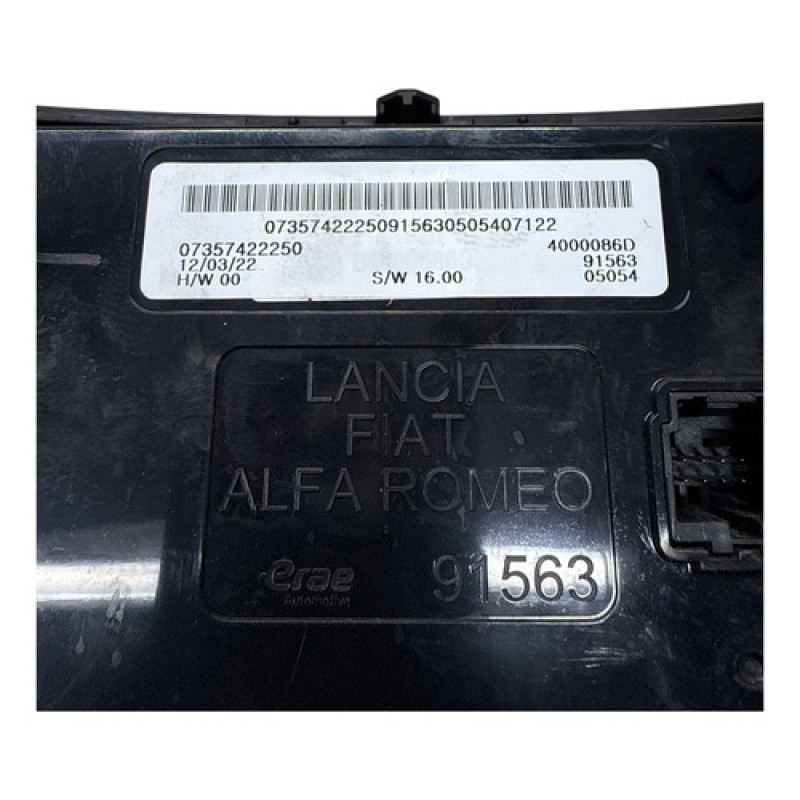 07357422250915630505407122
07357422250 4000086D
12/03/22 91563
H/W 00 S/W 16.00 05054
LANCIA
FIAT
ALFA ROMEO
erae 91563
Automotive